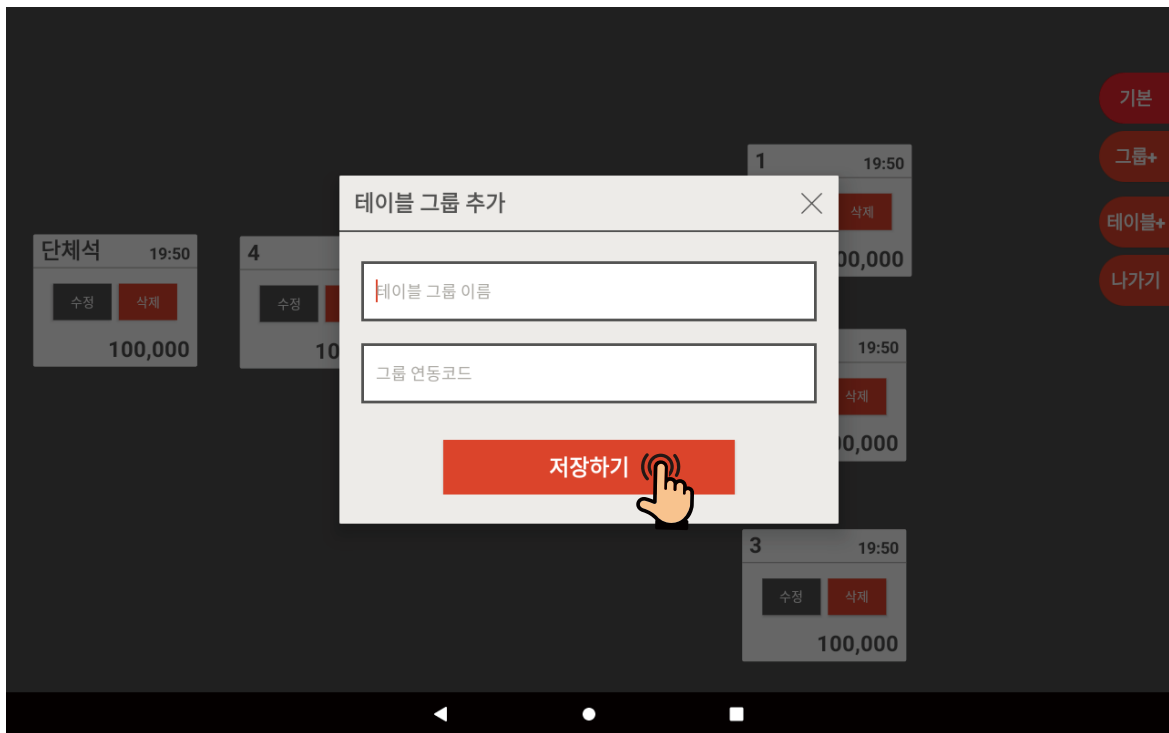 기본
그룹+
테이블+
나가기
테이블 그룹 추가
테이블 그룹 이름
그룹 연동코드
저장하기
단체석 19:50
수정 삭제
100,000
4
수정
10
1 19:50
삭제
00,000
19:50
삭제
0,000
3 19:50
수정 삭제
100,000